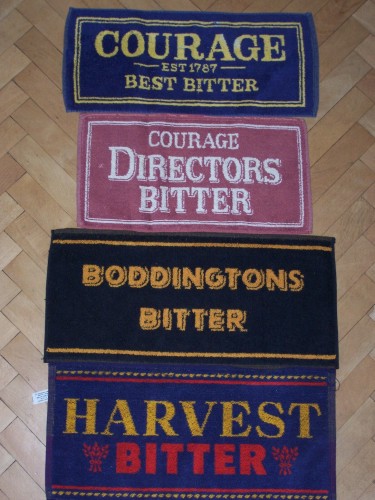 COURAGE
EST 1787
BEST BITTER
COURAGE
DIRECTORS
BITTER
BODDINGTONS
BITTER
HARVEST
BITTER